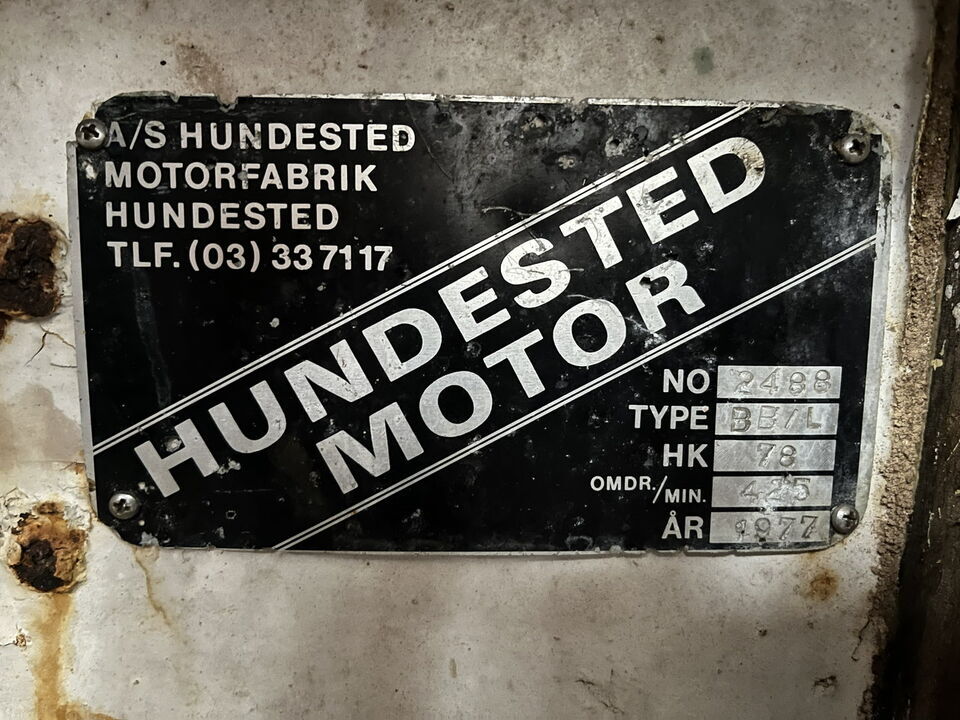 A/S HUNDESTED
MOTORFABRIK
HUNDESTED
TLF. (03) 33 71 17
HUNDESTED
MOTOR
NO 2488
TYPE BB/L
HK 78
OMDR./MIN. 425
ÅR 1977